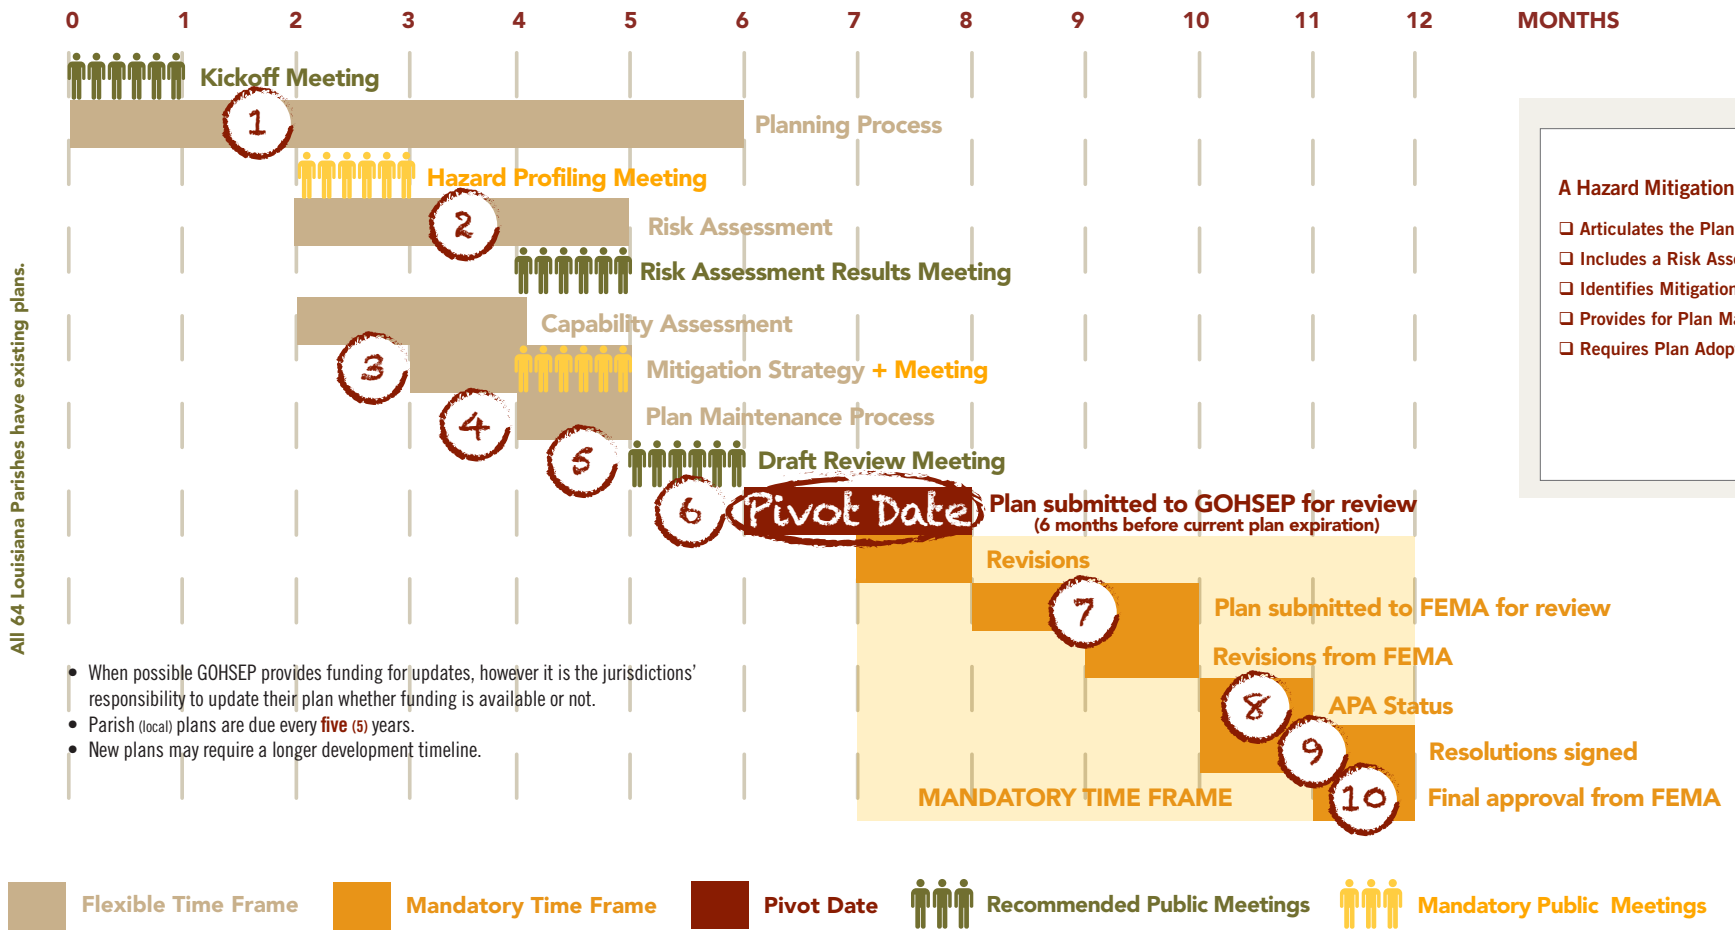 0 1 2 3 4 5 6 7 8 9 10 11 12 MONTHS
Kickoff Meeting
1
Planning Process
Hazard Profiling Meeting
2
Risk Assessment
Risk Assessment Results Meeting
Capability Assessment
3
Mitigation Strategy + Meeting
4
Plan Maintenance Process
5
Draft Review Meeting
6
Pivot Date
Plan submitted to GOHSEP for review
(6 months before current plan expiration)
Revisions
7
Plan submitted to FEMA for review
Revisions from FEMA
8
APA Status
9
Resolutions signed
MANDATORY TIME FRAME
10
Final approval from FEMA
All 64 Louisiana Parishes have existing plans.
• When possible GOHSEP provides funding for updates, however it is the jurisdictions'
responsibility to update their plan whether funding is available or not.
• Parish (local) plans are due every five (5) years.
• New plans may require a longer development timeline.
A Hazard Mitigation
❑ Articulates the Plan
❑ Includes a Risk Ass
❑ Identifies Mitigation
❑ Provides for Plan Ma
❑ Requires Plan Adop
Flexible Time Frame
Mandatory Time Frame
Pivot Date
Recommended Public Meetings
Mandatory Public Meetings